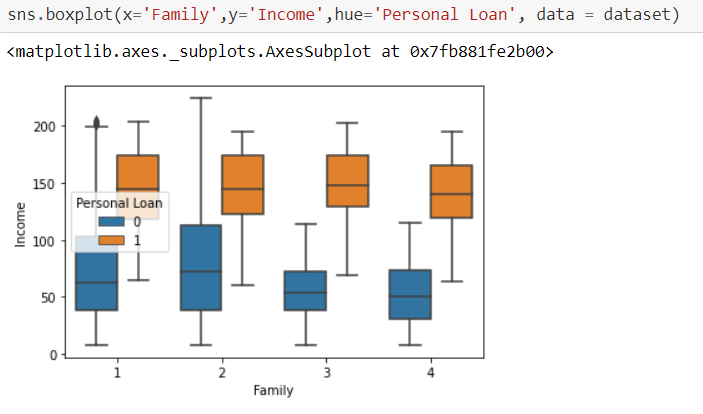 sns.boxplot(x='Family',y='Income',hue='Personal Loan', data = dataset)
<matplotlib.axes._subplots.AxesSubplot at 0x7fb881fe2b00>
200
150
100
50
0
Income
Personal Loan
0
1
1 2 3 4
Family